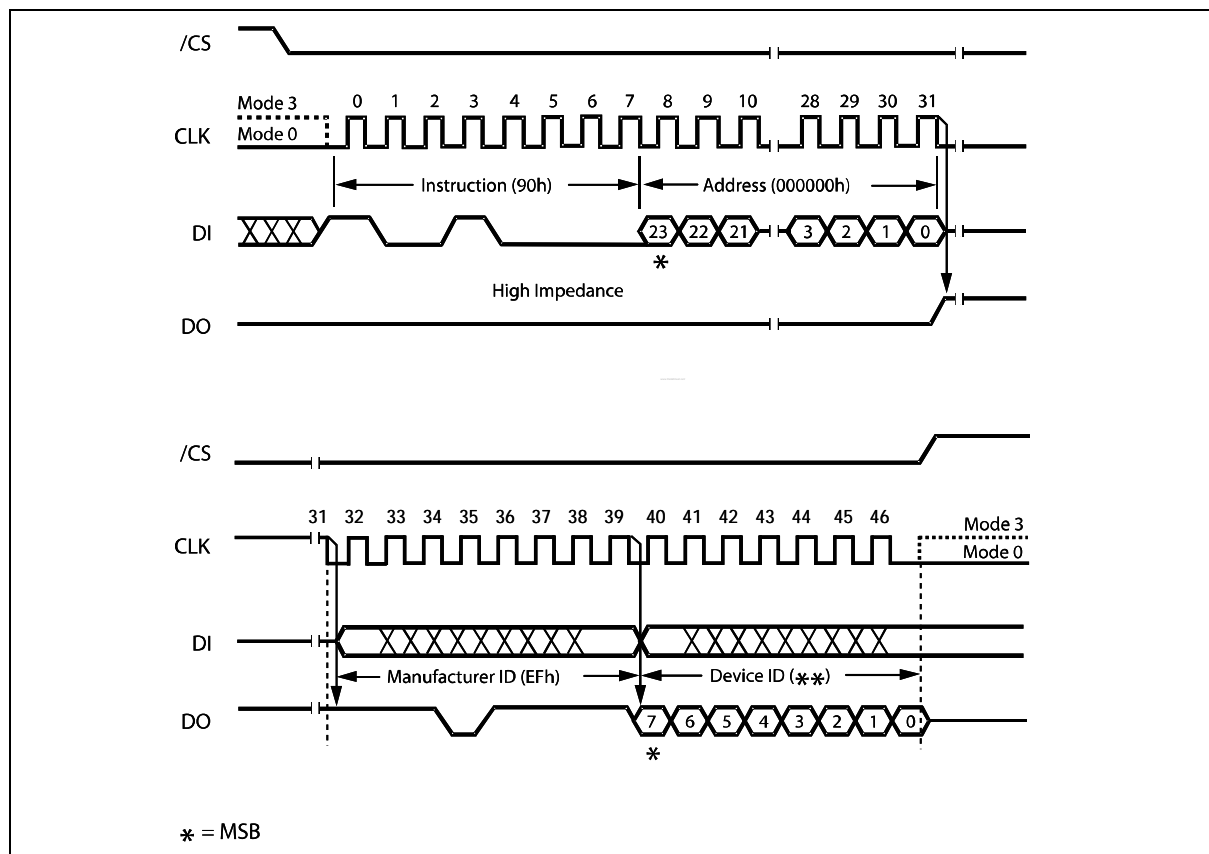 /CS
Mode 3
0 1 2 3 4 5 6 7 8 9 10 28 29 30 31
CLK
Mode 0
Instruction (90h)
Address (000000h)
DI
23 22 21 3 2 1 0
*
High Impedance
DO
/CS
31 32 33 34 35 36 37 38 39 40 41 42 43 44 45 46
Mode 3
CLK
Mode 0
DI
Manufacturer ID (EFh)
Device ID (**)
DO
7 6 5 4 3 2 1 0
*
* = MSB